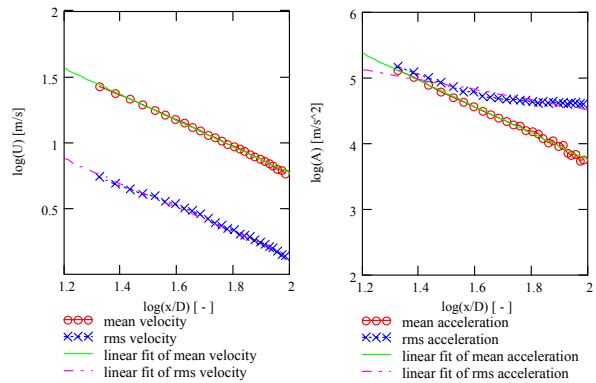 2
1.5
1
0.5
log(U) [m/s]
1.2
1.4
1.6
1.8
2
log(x/D) [ - ]
mean velocity
rms velocity
linear fit of mean velocity
linear fit of rms velocity
6
5
4
3
2
log(A) [m/s^2]
1.2
1.4
1.6
1.8
2
log(x/D) [ - ]
mean acceleration
rms acceleration
linear fit of mean acceleration
linear fit of rms acceleration